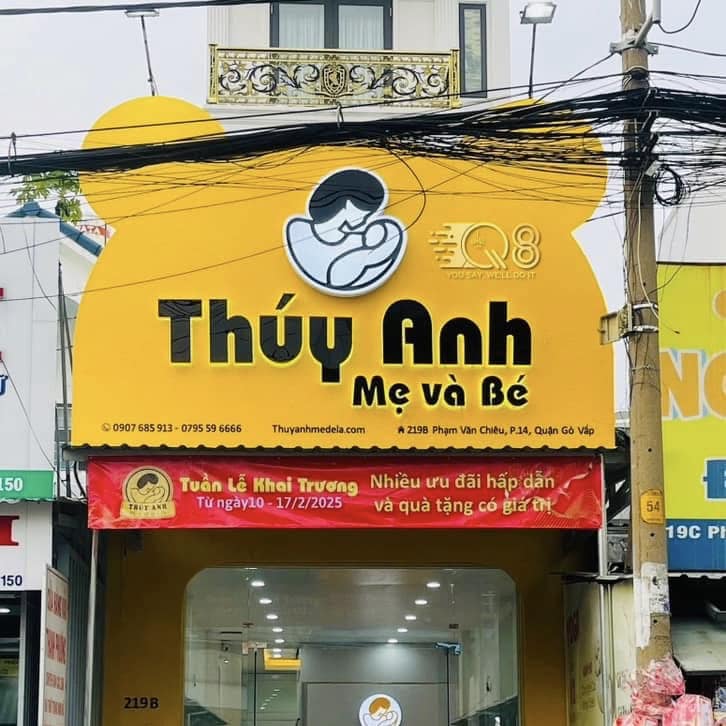 Q8
YOU SAY, WE'LL DO IT
Thúy Anh
Mẹ và Bé
0907 685 913 - 0795 59 6666
Thuyanhmedela.com
219B Phạm Văn Chiêu, P.14, Quận Gò Vấp
Tuần Lễ Khai Trương
Từ ngày10 - 17/2/2025
Nhiều ưu đãi hấp dẫn
và quà tặng có giá trị
THÚY ANH
54
19C Ph
150
150
219B